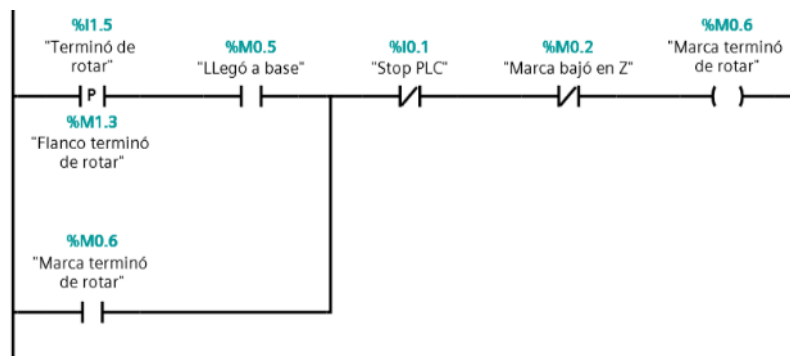 %I1.5
"Terminó de
rotar"
P
%M1.3
"Flanco terminó
de rotar"
%M0.5
"LLegó a base"
%I0.1
"Stop PLC"
%M0.2
"Marca bajó en Z"
%M0.6
"Marca terminó
de rotar"
%M0.6
"Marca terminó
de rotar"